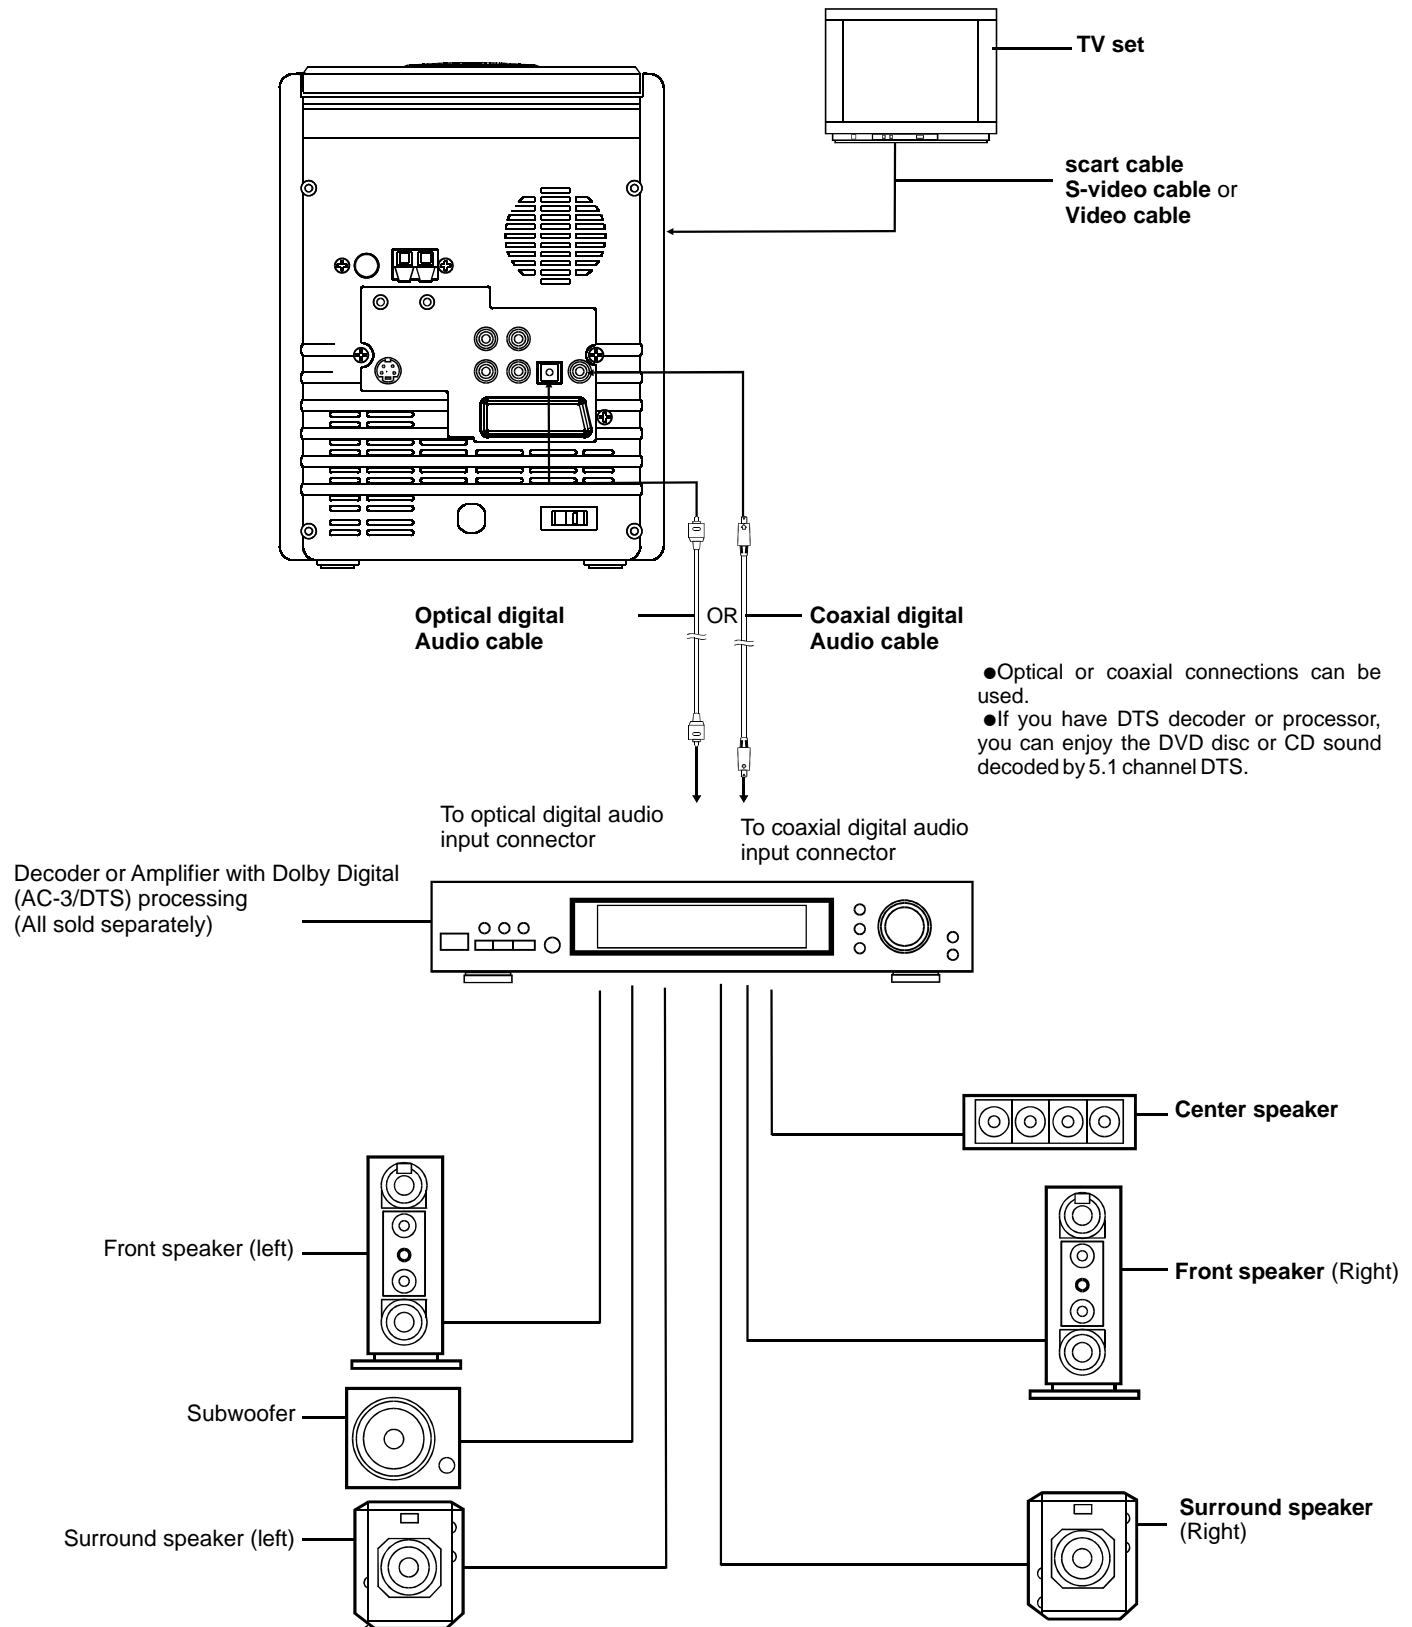 TV set
scart cable
S-video cable or
Video cable
Optical digital
Audio cable
OR
Coaxial digital
Audio cable
●Optical or coaxial connections can be
used.
●If you have DTS decoder or processor,
you can enjoy the DVD disc or CD sound
decoded by 5.1 channel DTS.
To optical digital audio
input connector
To coaxial digital audio
input connector
Decoder or Amplifier with Dolby Digital
(AC-3/DTS) processing
(All sold separately)
Center speaker
Front speaker (left)
Front speaker (Right)
Subwoofer
Surround speaker (left)
Surround speaker
(Right)